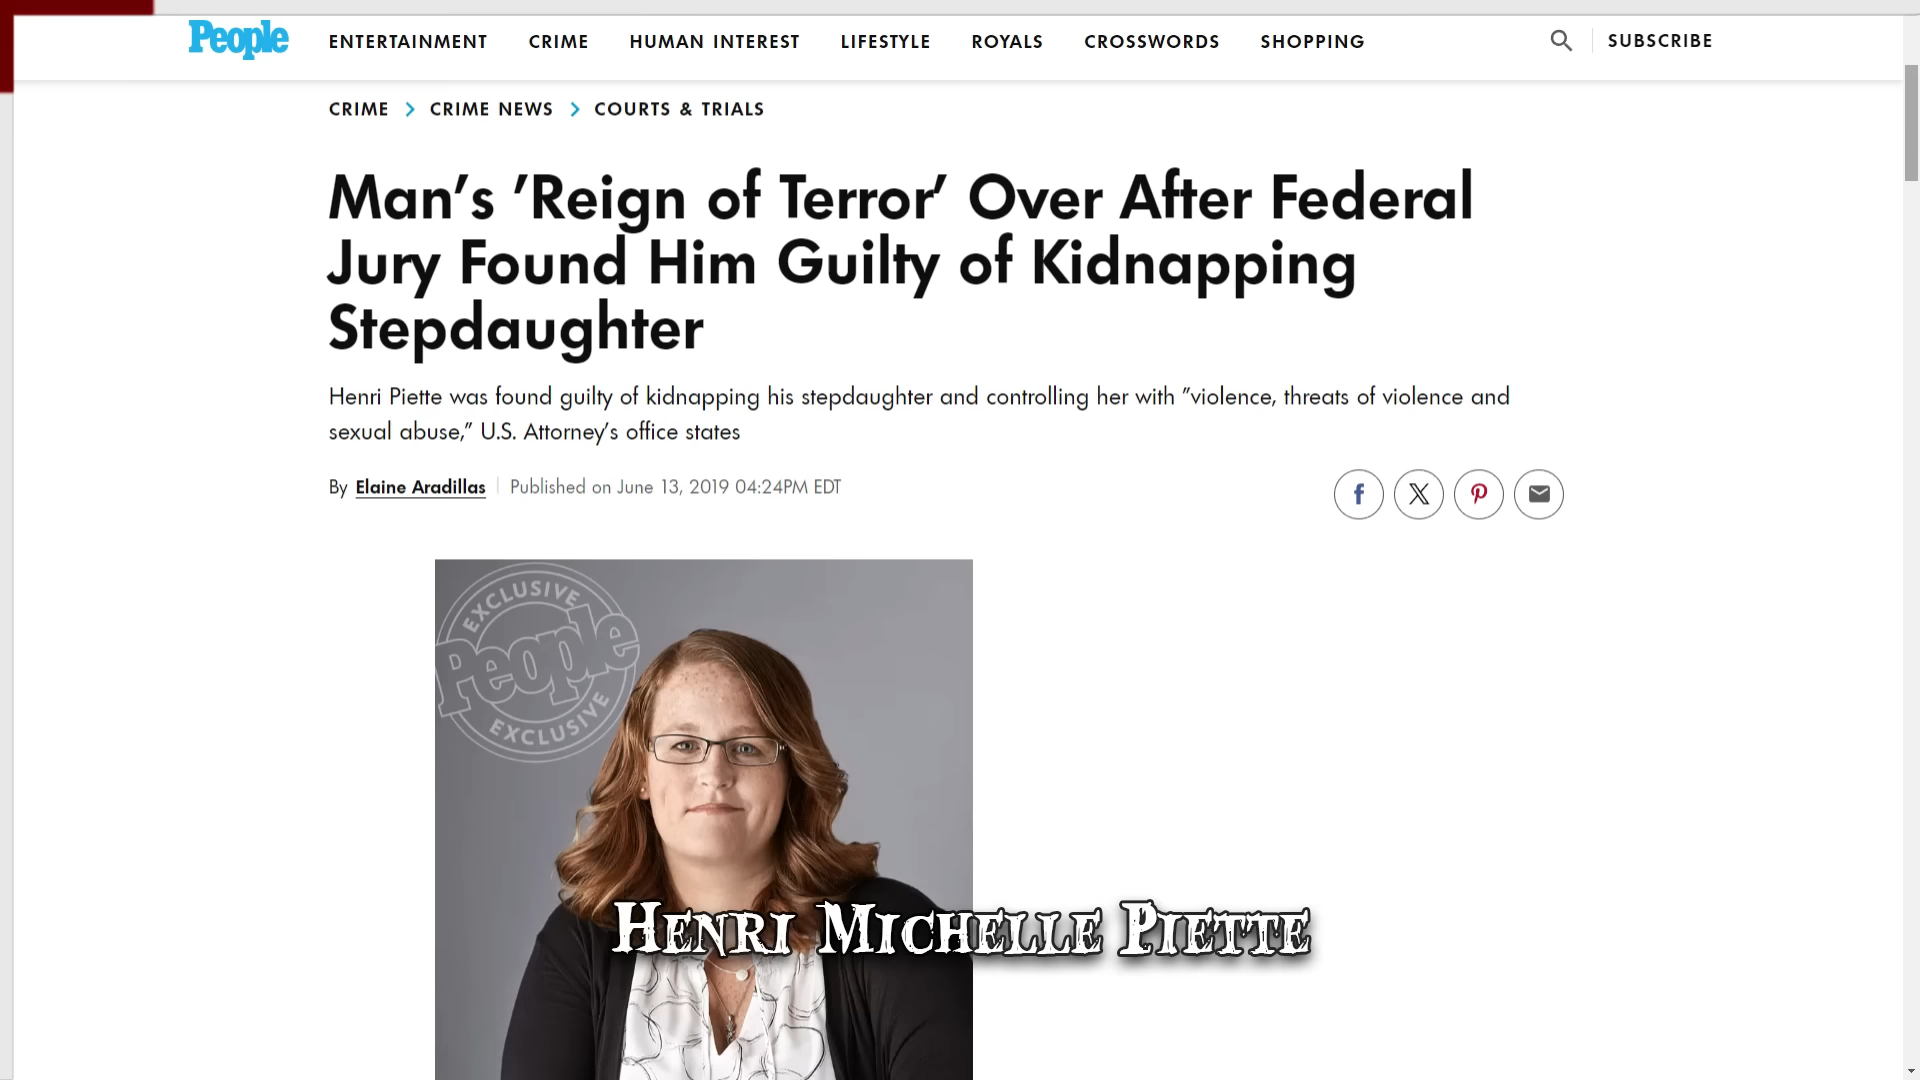 People ENTERTAINMENT CRIME HUMAN INTEREST LIFESTYLE ROYALS CROSSWORDS SHOPPING SUBSCRIBE
CRIME > CRIME NEWS > COURTS & TRIALS
Man's 'Reign of Terror' Over After Federal
Jury Found Him Guilty of Kidnapping
Stepdaughter
Henri Piette was found guilty of kidnapping his stepdaughter and controlling her with "violence, threats of violence and
sexual abuse," U.S. Attorney's office states
By Elaine Aradillas | Published on June 13, 2019 04:24PM EDT
EXCLUSIVE
People
EXCLUSIVE
HENRI MICHELLE PIETTE